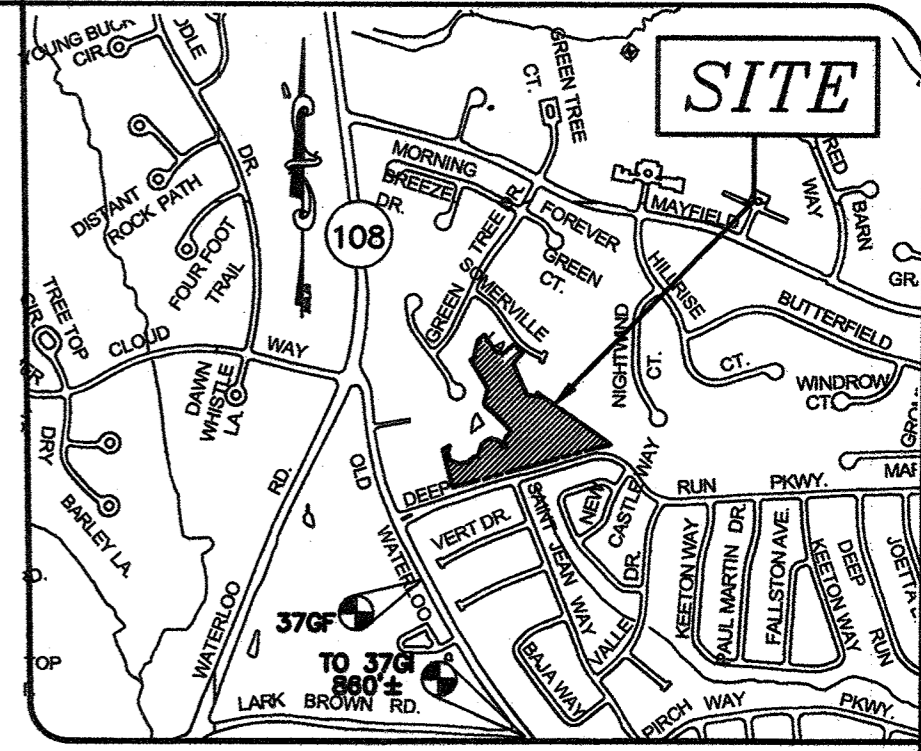 YOUNG BUCK
CIR.
GREEN TREE
CT.
SITE
MORNING
BREEZE
DR.
DR.
DISTANT
ROCK PATH
FOUR FOOT
TRAIL
108
FOREVER
GREEN
CT.
MAYFIELD
RED
WAY
BARN
GREEN
TREE
DR.
SOMERVILLE
HILLRISE
CT.
BUTTERFIELD
NIGHTWIND
CT.
WINDROW
CT.
TREE TOP
CIR.
CLOUD
WAY
DAWN
WHISTLE
LA.
DRY
BARLEY LA.
RD.
WATERLOO
OLD
WATERLOO
DEEP
RUN
PKWY.
VERT DR.
SAINT JEAN WAY
NEW
CASTLE WAY
DR.
VALLEY
KEETON WAY
PAUL MARTIN DR.
FALLSTON AVE.
KEETON WAY
DEEP
RUN
37GF
TO 37GI
860'±
BAJA WAY
TOP
LARK BROWN RD.
BIRCH WAY
PKWY.